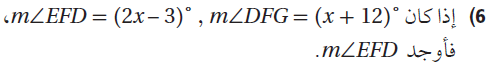 (6 إذا كان m∠EFD = (2x – 3)° , m∠DFG = (x + 12)°،
فأوجد m∠EFD.